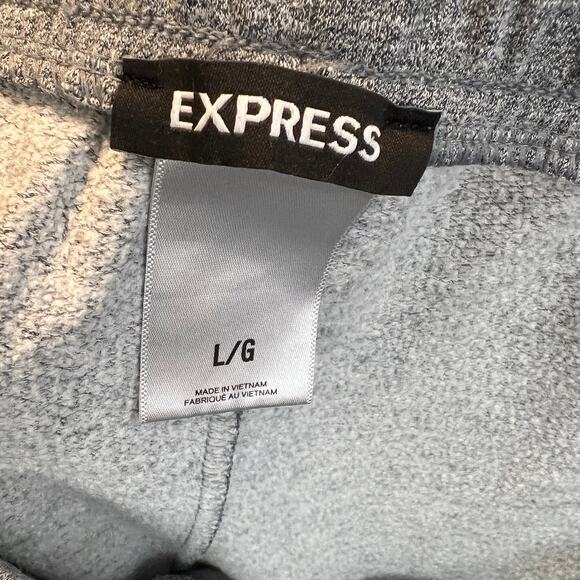 EXPRESS
L/G
MADE IN VIETNAM
FABRIQUÉ AU VIETNAM